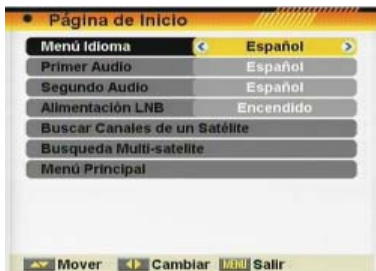 Página de Inicio
Menú Idioma Español
Primer Audio Español
Segundo Audio Español
Alimentación LNB Encendido
Buscar Canales de un Satélite
Busqueda Multi-satelite
Menú Principal
Mover Cambiar MENU Salir